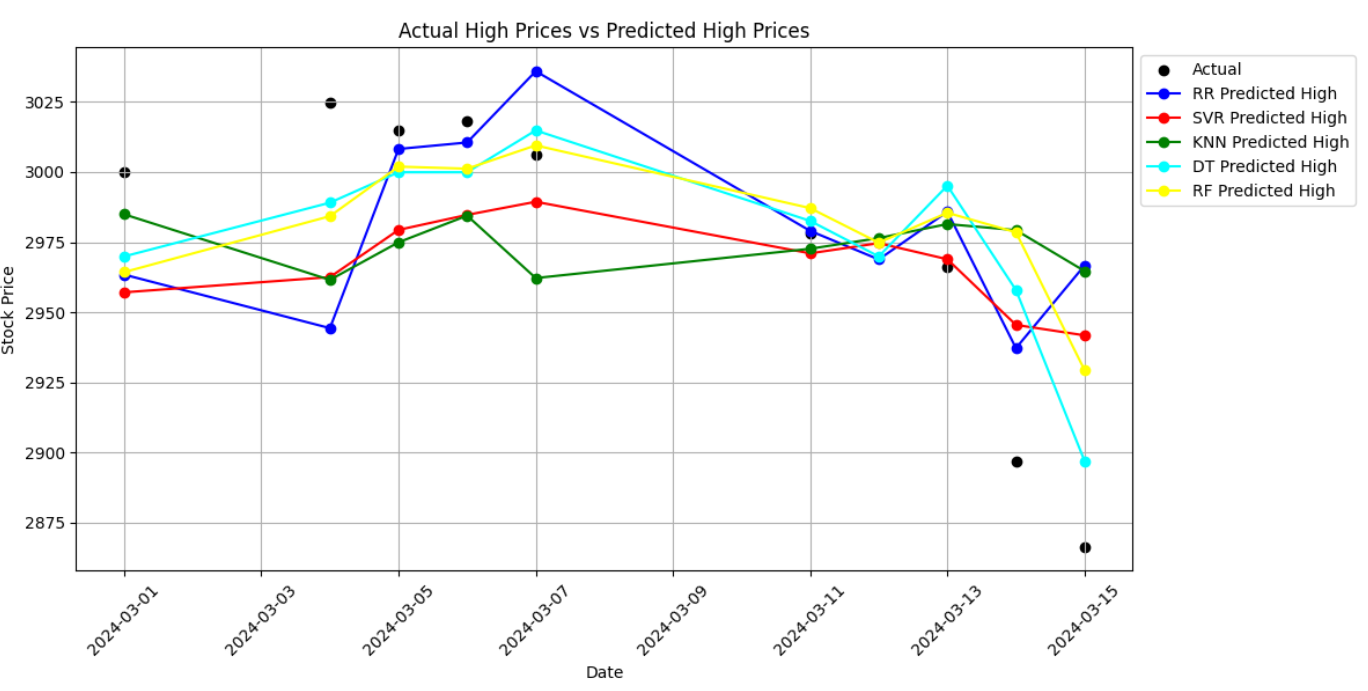 Actual High Prices vs Predicted High Prices
Actual
RR Predicted High
SVR Predicted High
KNN Predicted High
DT Predicted High
RF Predicted High
Stock Price
3025
3000
2975
2950
2925
2900
2875
2024-03-01
2024-03-03
2024-03-05
2024-03-07
2024-03-09
2024-03-11
2024-03-13
2024-03-15
Date